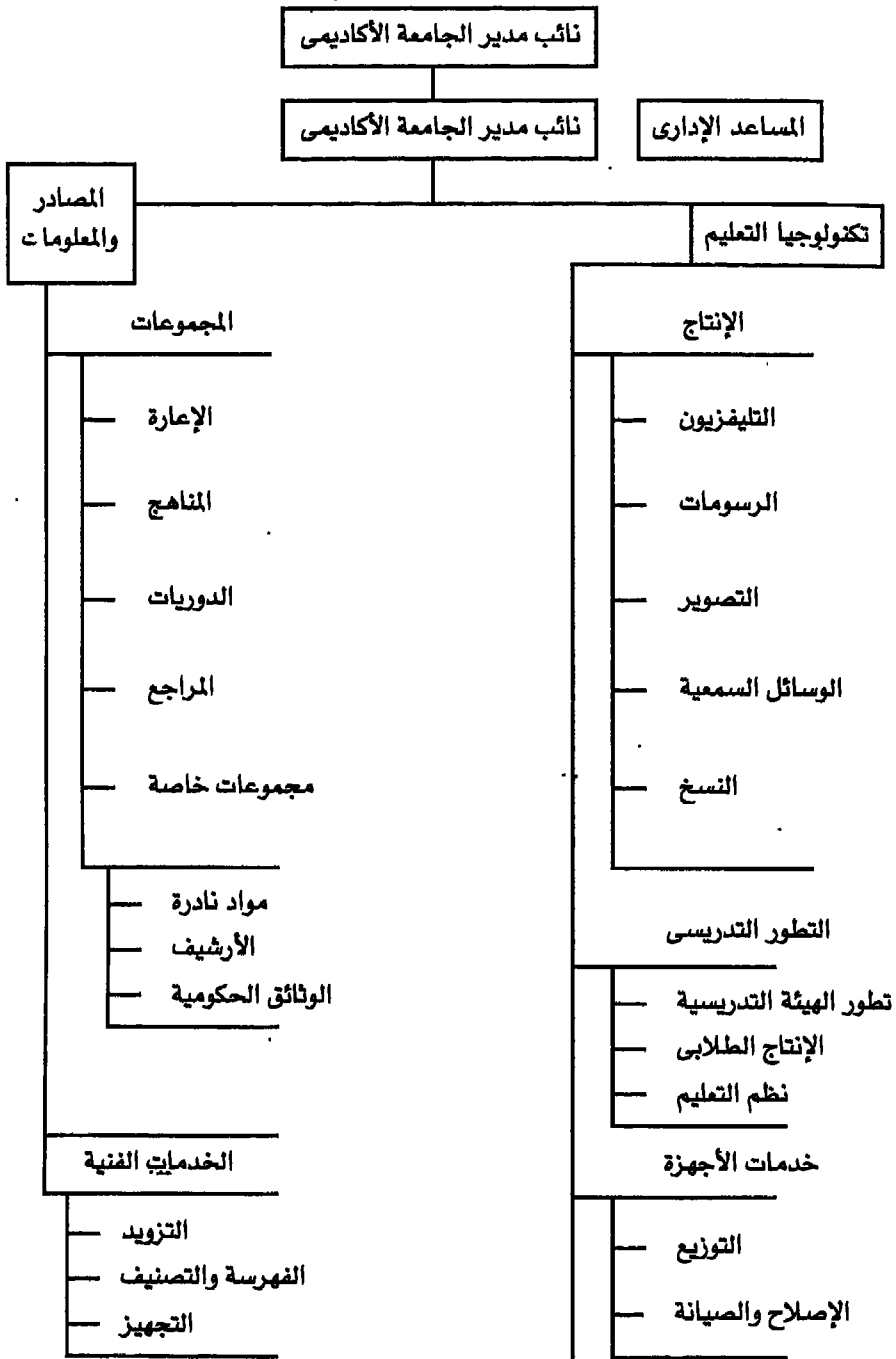 نائب مدير الجامعة الأكاديمى
نائب مدير الجامعة الأكاديمى
المساعد الإدارى
تكنولوجيا التعليم
الإنتاج
التليفزيون
الرسومات
التصوير
الوسائل السمعية
النسخ
التطور التدريسى
تطور الهيئة التدريسية
الإنتاج الطلابى
نظم التعليم
خدمات الأجهزة
التوزيع
الإصلاح والصيانة
المصادر
والمعلومات
المجموعات
الإعارة
المناهج
الدوريات
المراجع
مجموعات خاصة
مواد نادرة
الأرشيف
الوثائق الحكومية
الخدمات الفنية
التزويد
الفهرسة والتصنيف
التجهيز